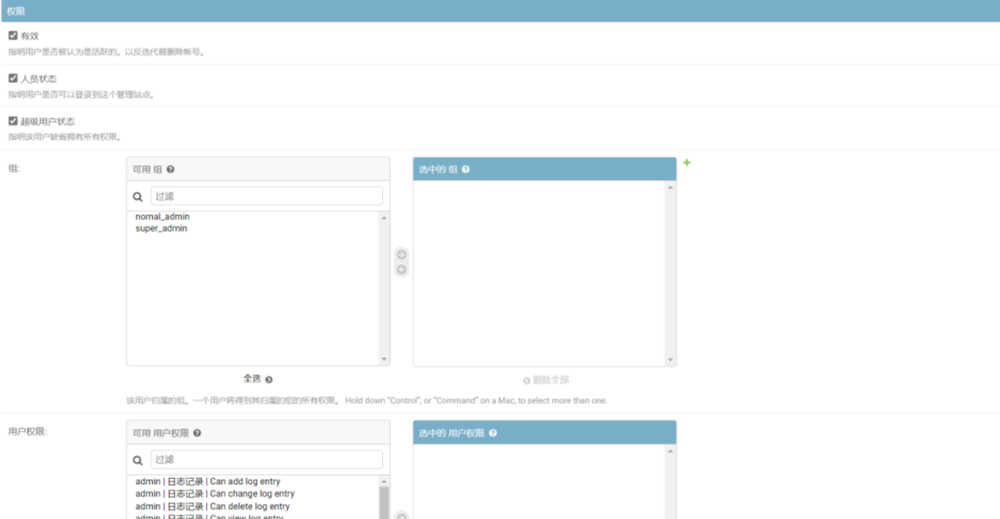 权限
有效
指明用户是否被认为是活跃的。以反选代替删除帐号。
人员状态
指明用户是否可以登录到这个管理站点。
超级用户状态
指明该用户缺省拥有所有权限。
组:
可用 组
选中的 组
过滤
nomal_admin
super_admin
全选
删除全部
该用户归属的组。一个用户将得到其归属的组的所有权限。 Hold down "Control", or "Command" on a Mac, to select more than one.
用户权限:
可用 用户权限
选中的 用户权限
过滤
admin | 日志记录 | Can add log entry
admin | 日志记录 | Can change log entry
admin | 日志记录 | Can delete log entry
admin | 日志记录 | Can view log entry